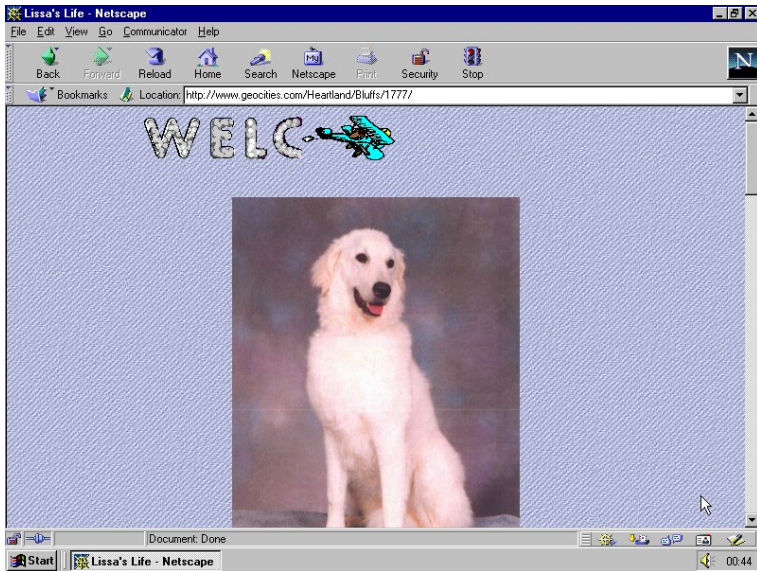 Lissa's Life - Netscape
File Edit View Go Communicator Help
Back Forward Reload Home Search Netscape Print Security Stop
My
N
Bookmarks Location: http://www.geocities.com/Heartland/Bluffs/1777/
WELC
Document: Done
Start Lissa's Life - Netscape 00:44